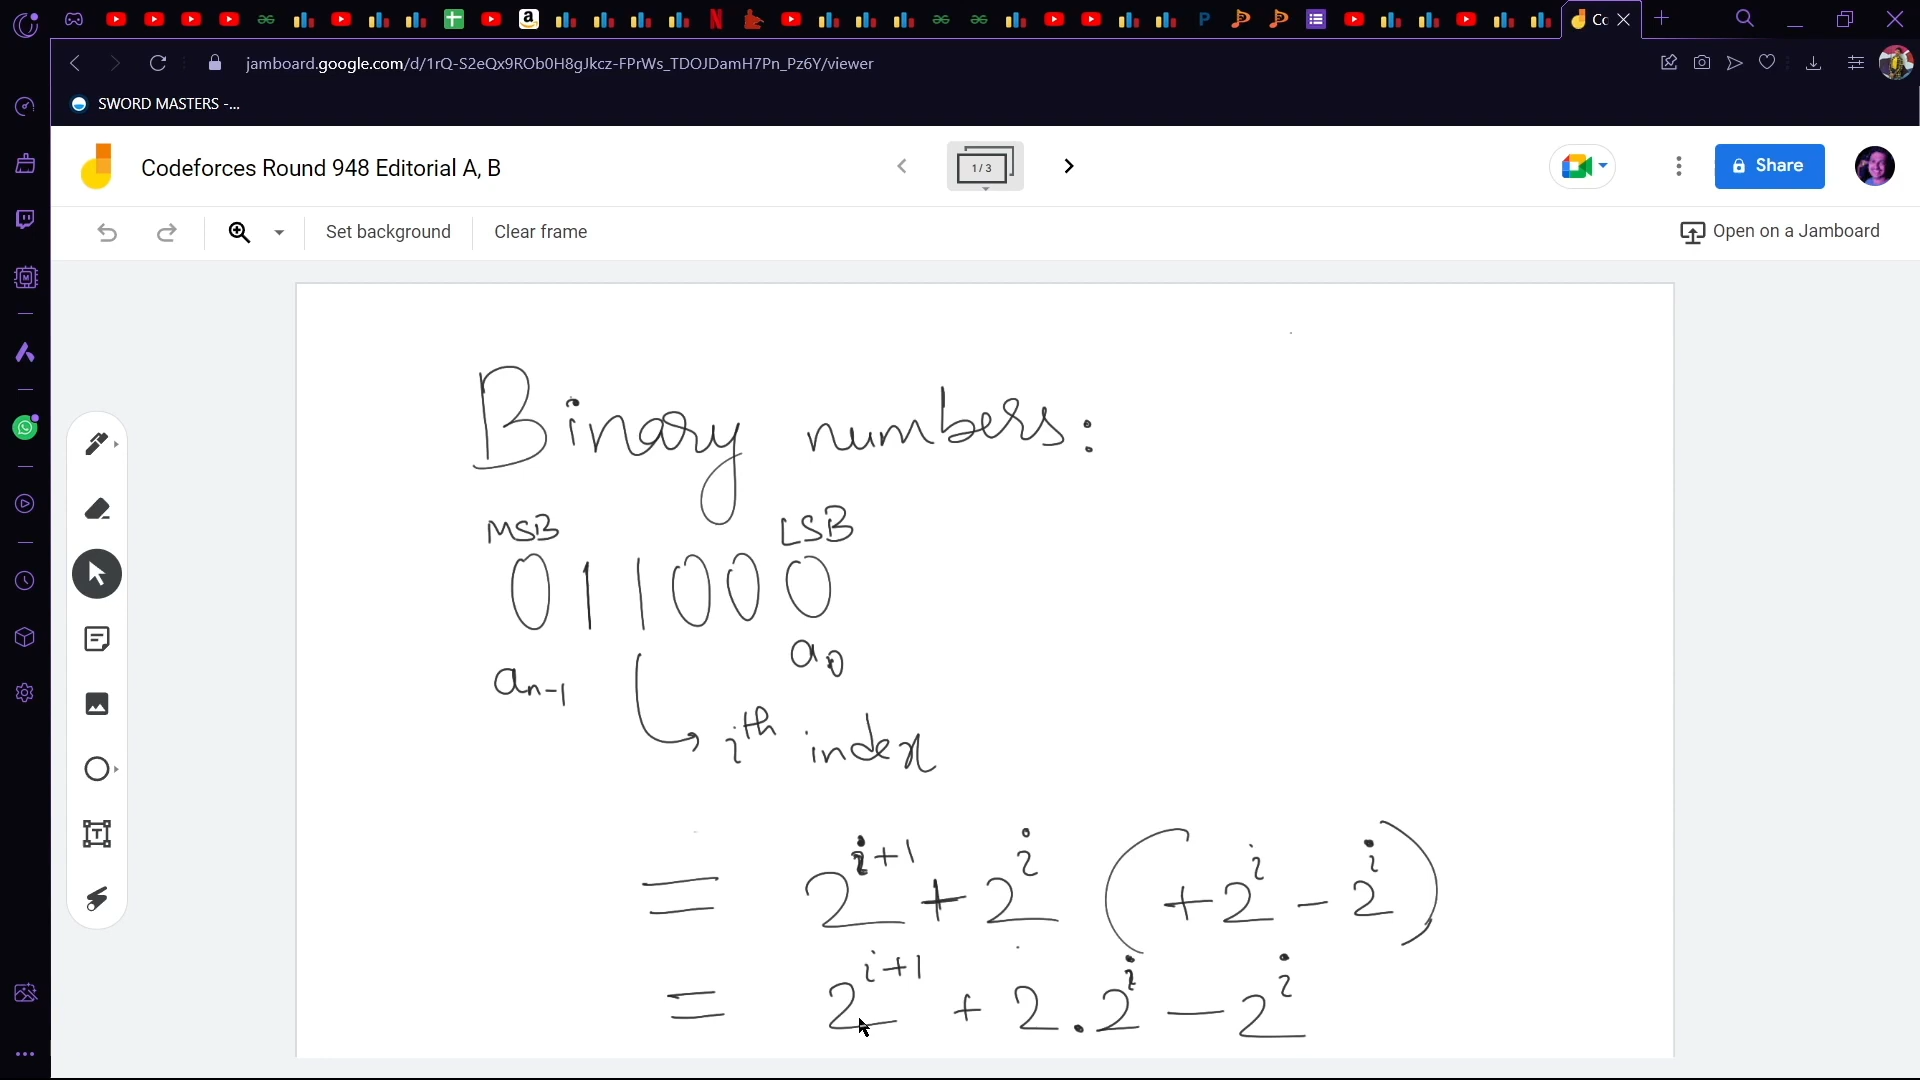 Co
jamboard.google.com/d/1rQ-S2eQx9ROb0H8gJkcz-FPrWs_TDOJDamH7Pn_Pz6Y/viewer
SWORD MASTERS -...
Codeforces Round 948 Editorial A, B
1 / 3
Share
Set background
Clear frame
Open on a Jamboard
Binary numbers:
MSB LSB
0 1 1 0 0 0
aₙ₋₁ a₀
iᵗʰ index
= 2^{i+1} + 2^i (+ 2^i - 2^i)
= 2^{i+1} + 2 . 2^i - 2^i